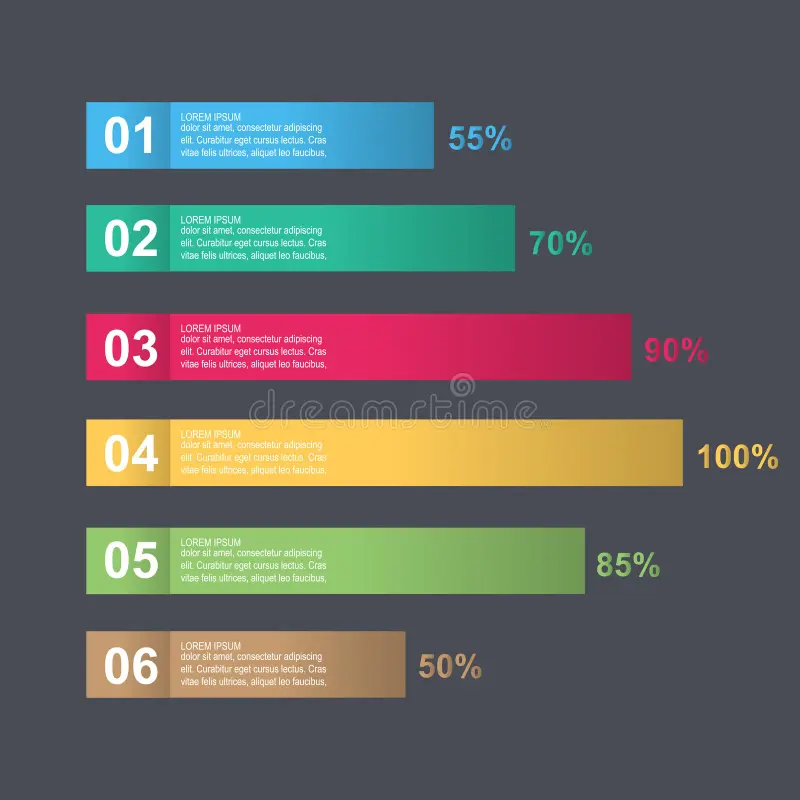 01
LOREM IPSUM
dolor sit amet, consectetur adipiscing
elit. Curabitur eget cursus lectus. Cras
vitae felis ultrices, aliquet leo faucibus,
55%
02
LOREM IPSUM
dolor sit amet, consectetur adipiscing
elit. Curabitur eget cursus lectus. Cras
vitae felis ultrices, aliquet leo faucibus,
70%
03
LOREM IPSUM
dolor sit amet, consectetur adipiscing
elit. Curabitur eget cursus lectus. Cras
vitae felis ultrices, aliquet leo faucibus,
90%
dreamstime.com
04
LOREM IPSUM
dolor sit amet, consectetur adipiscing
elit. Curabitur eget cursus lectus. Cras
vitae felis ultrices, aliquet leo faucibus,
100%
05
LOREM IPSUM
dolor sit amet, consectetur adipiscing
elit. Curabitur eget cursus lectus. Cras
vitae felis ultrices, aliquet leo faucibus,
85%
06
LOREM IPSUM
dolor sit amet, consectetur adipiscing
elit. Curabitur eget cursus lectus. Cras
vitae felis ultrices, aliquet leo faucibus,
50%